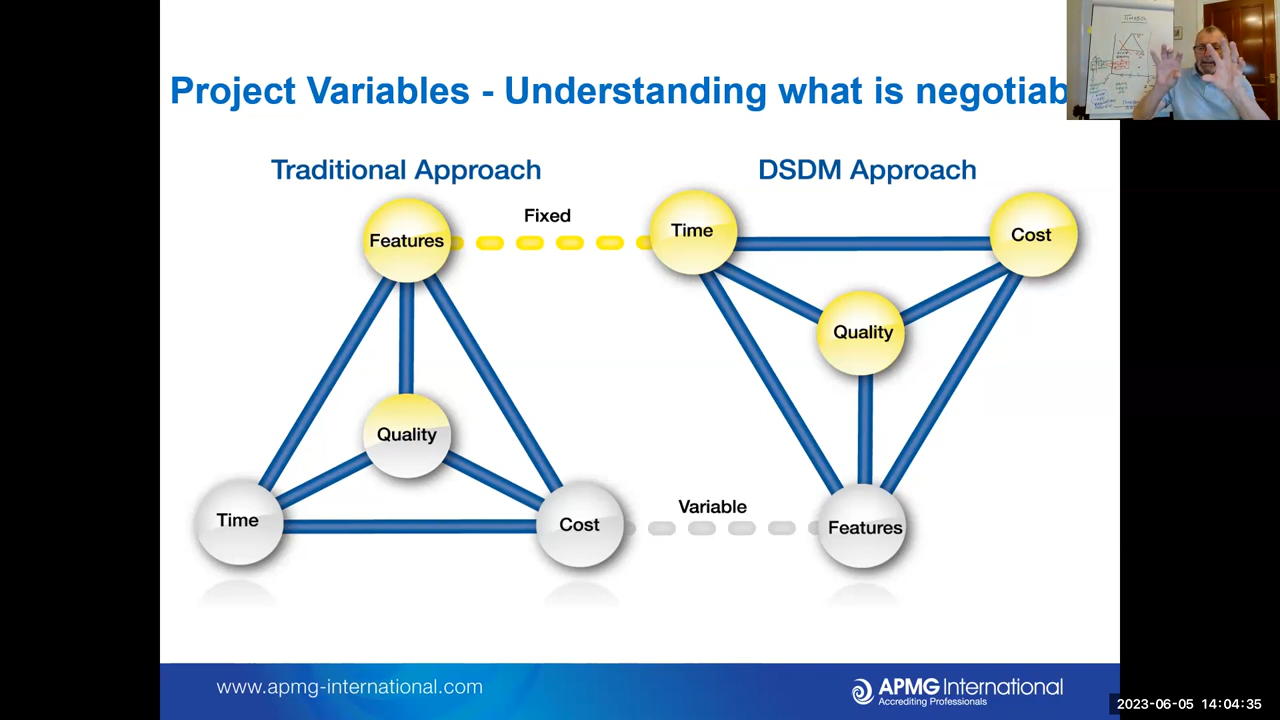 Project Variables - Understanding what is negotiab
Traditional Approach
DSDM Approach
Fixed
Features
Time
Cost
Quality
Quality
Time
Cost
Variable
Features
www.apmg-international.com
APMG International
Accrediting Professionals
2023-06-05 14:04:35